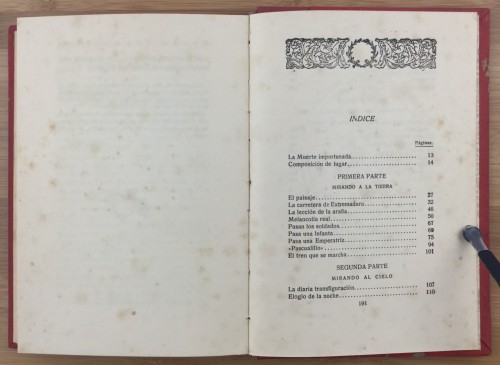 INDICE
Páginas.
La Muerte importunada 13
Composición de lugar 14
PRIMERA PARTE
MIRANDO A LA TIERRA
El paisaje 27
La carretera de Extremadura 32
La lección de la araña 46
Melancolía real 56
Pasan los soldados 67
Pasa una Infanta 69
Pasa una Emperatriz 75
«Pascualillo» 94
El tren que se marcha 101
SEGUNDA PARTE
MIRANDO AL CIELO
La diaria transfiguración 107
Elogio de la noche 110
191